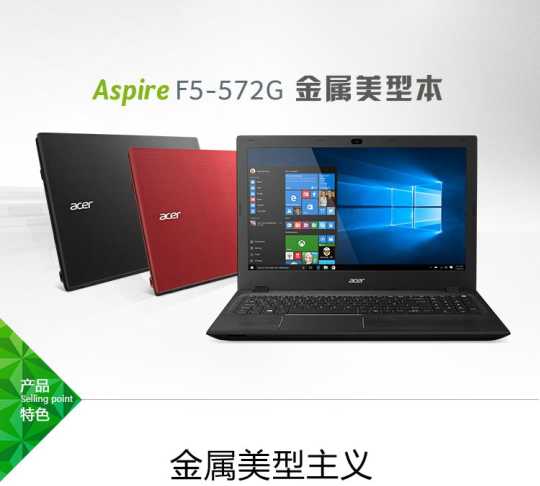 Aspire F5-572G 金属美型本
acer
acer
acer
产品
Selling point
特色
金属美型主义